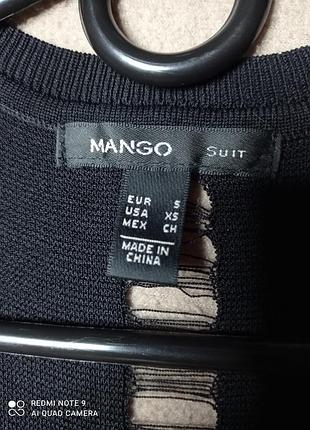 MANGO SUIT
EUR S
USA XS
MEX CH
MADE IN
CHINA
REDMI NOTE 9
AI QUAD CAMERA